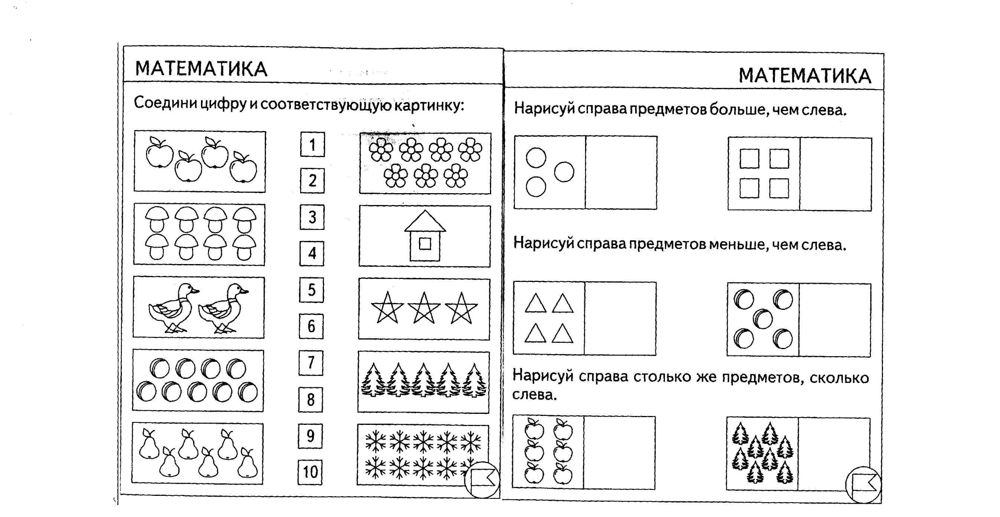 МАТЕМАТИКА
Соедини цифру и соответствующую картинку:
1
2
3
4
5
6
7
8
9
10
МАТЕМАТИКА
Нарисуй справа предметов больше, чем слева.
Нарисуй справа предметов меньше, чем слева.
Нарисуй справа столько же предметов, сколько
слева.